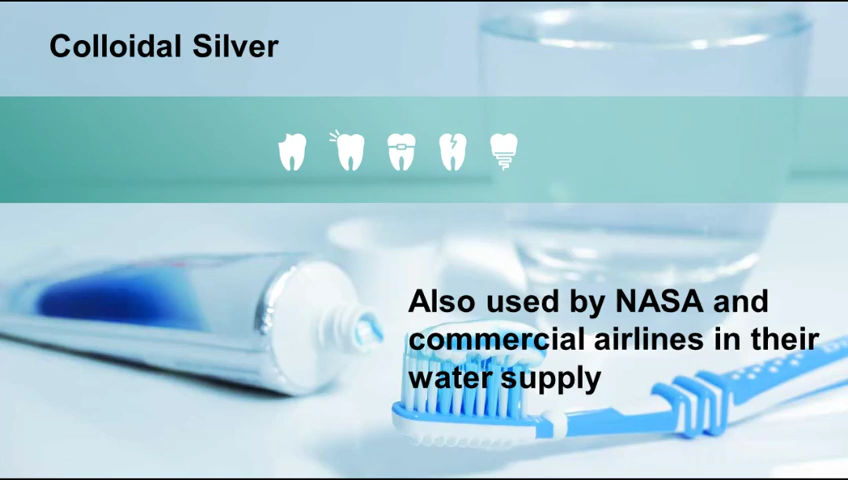 Colloidal Silver
Also used by NASA and
commercial airlines in their
water supply